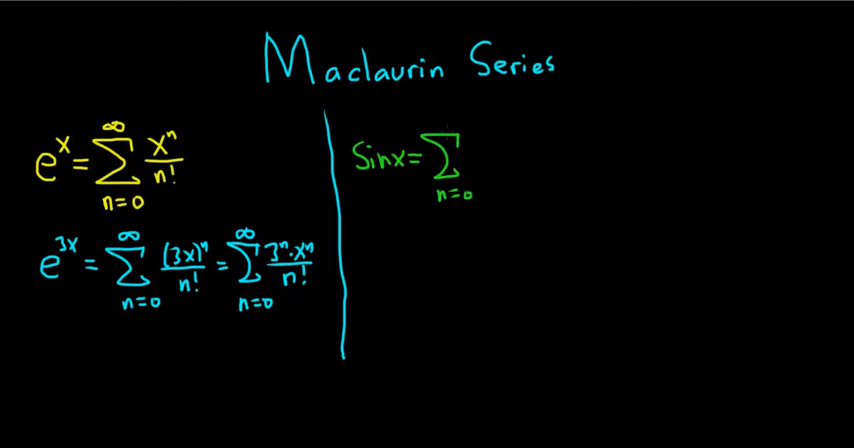 Maclaurin Series
e^x = ∞ ∑ n=0 x^n/n!
e^3x = ∞ ∑ n=0 (3x)^n/n! = ∞ ∑ n=0 3^n·x^n/n!
Sinx = ∑ n=0